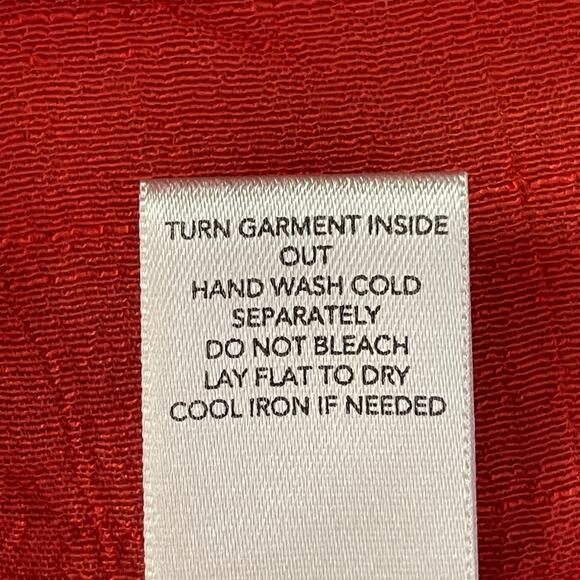 TURN GARMENT INSIDE
OUT
HAND WASH COLD
SEPARATELY
DO NOT BLEACH
LAY FLAT TO DRY
COOL IRON IF NEEDED